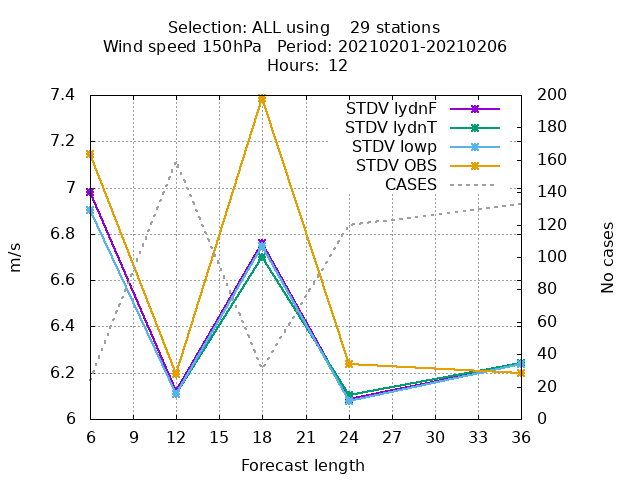 Selection: ALL using    29 stations
Wind speed 150hPa   Period: 20210201-20210206
Hours:  12
STDV IydnF
STDV IydnT
STDV Iowp
STDV OBS
CASES
7.4
7.2
7
6.8
6.6
6.4
6.2
6
200
180
160
140
120
100
80
60
40
20
0
m/s
No cases
6 9 12 15 18 21 24 27 30 33 36
Forecast length